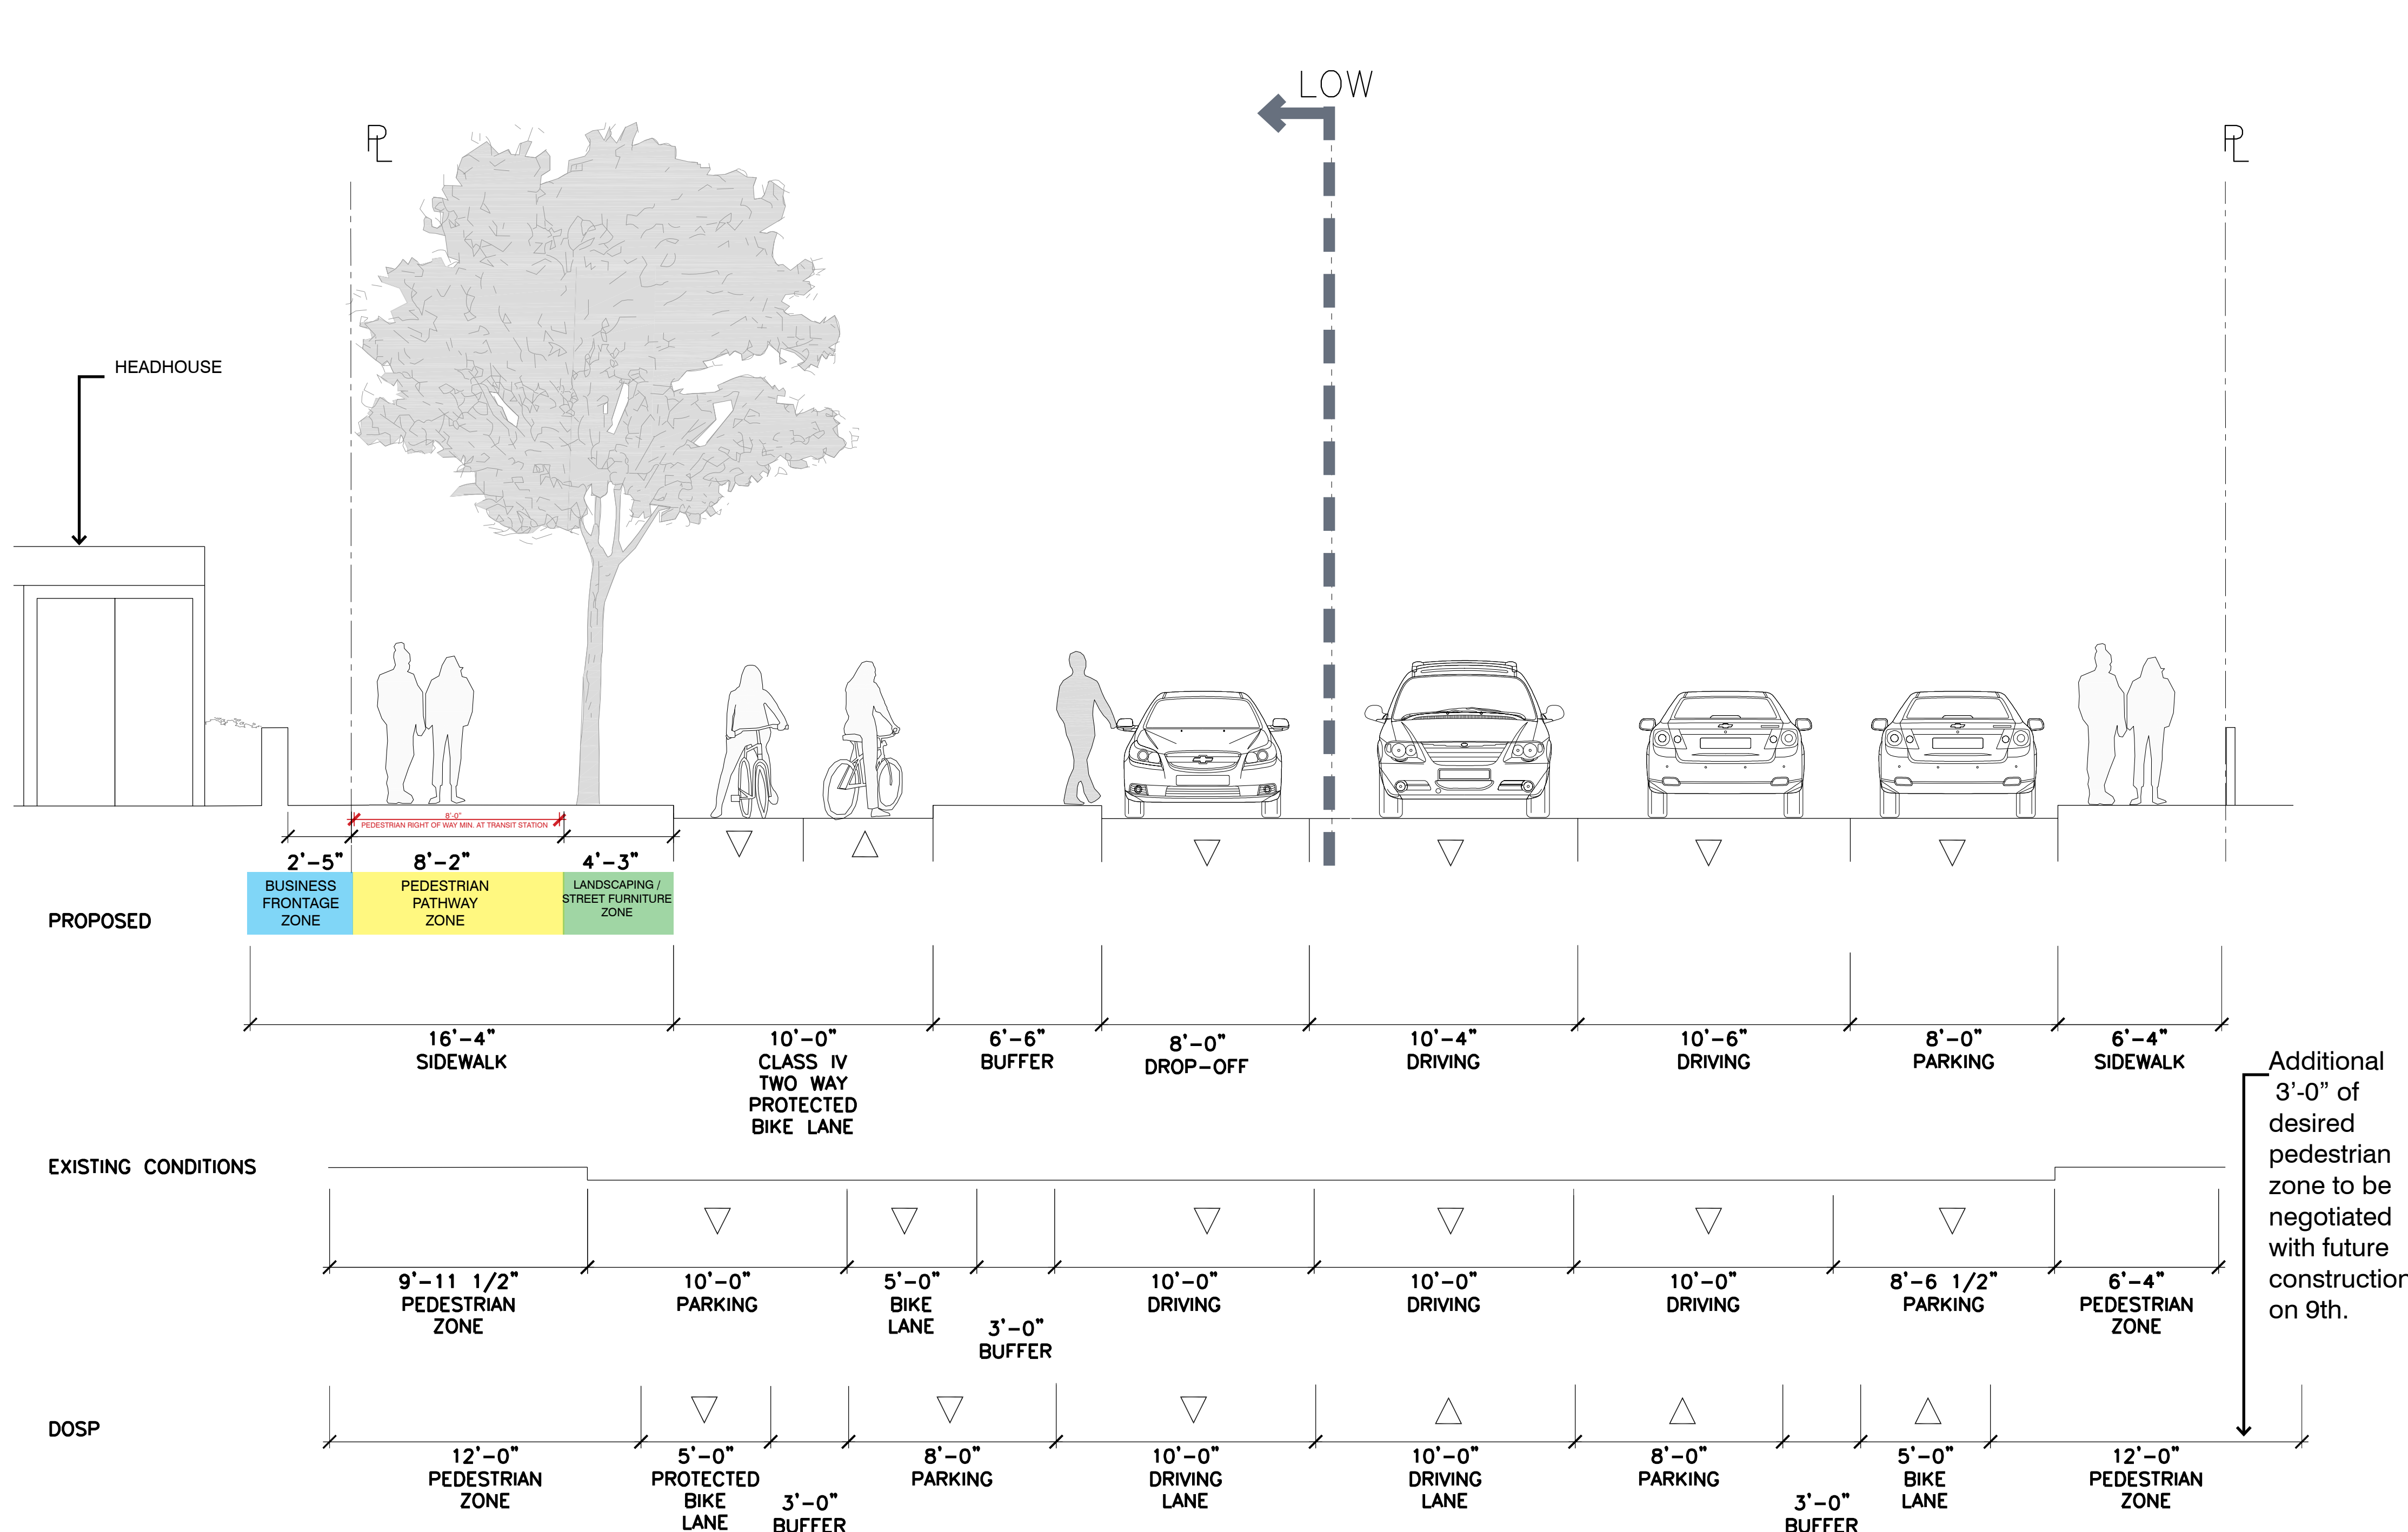 LOW
PL
PL
HEADHOUSE
8'-0"
PEDESTRIAN RIGHT OF WAY MIN. AT TRANSIT STATION
2'-5"
8'-2"
4'-3"
BUSINESS
FRONTAGE
ZONE
PEDESTRIAN
PATHWAY
ZONE
LANDSCAPING /
STREET FURNITURE
ZONE
PROPOSED
16'-4"
SIDEWALK
10'-0"
CLASS IV
TWO WAY
PROTECTED
BIKE LANE
6'-6"
BUFFER
8'-0"
DROP-OFF
10'-4"
DRIVING
10'-6"
DRIVING
8'-0"
PARKING
6'-4"
SIDEWALK
Additional
3'-0” of
desired
pedestrian
zone to be
negotiated
with future
construction
on 9th.
EXISTING CONDITIONS
9'-11 1/2"
PEDESTRIAN
ZONE
10'-0"
PARKING
5'-0"
BIKE
LANE
3'-0"
BUFFER
10'-0"
DRIVING
10'-0"
DRIVING
10'-0"
DRIVING
8'-6 1/2"
PARKING
6'-4"
PEDESTRIAN
ZONE
DOSP
12'-0"
PEDESTRIAN
ZONE
5'-0"
PROTECTED
BIKE
LANE
3'-0"
BUFFER
8'-0"
PARKING
10'-0"
DRIVING
LANE
10'-0"
DRIVING
LANE
8'-0"
PARKING
3'-0"
BUFFER
5'-0"
BIKE
LANE
12'-0"
PEDESTRIAN
ZONE